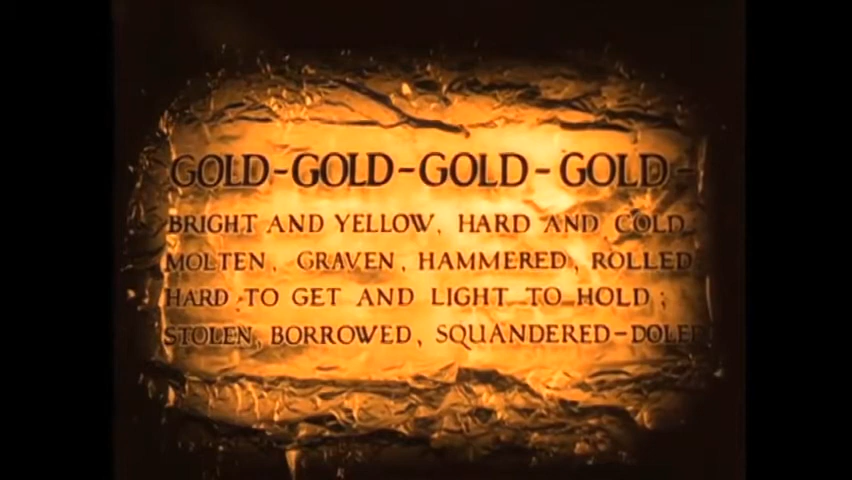 GOLD-GOLD-GOLD-GOLD-
BRIGHT AND YELLOW, HARD AND COLD
MOLTEN, GRAVEN, HAMMERED, ROLLED
HARD TO GET AND LIGHT TO HOLD;
STOLEN, BORROWED, SQUANDERED-DOLED